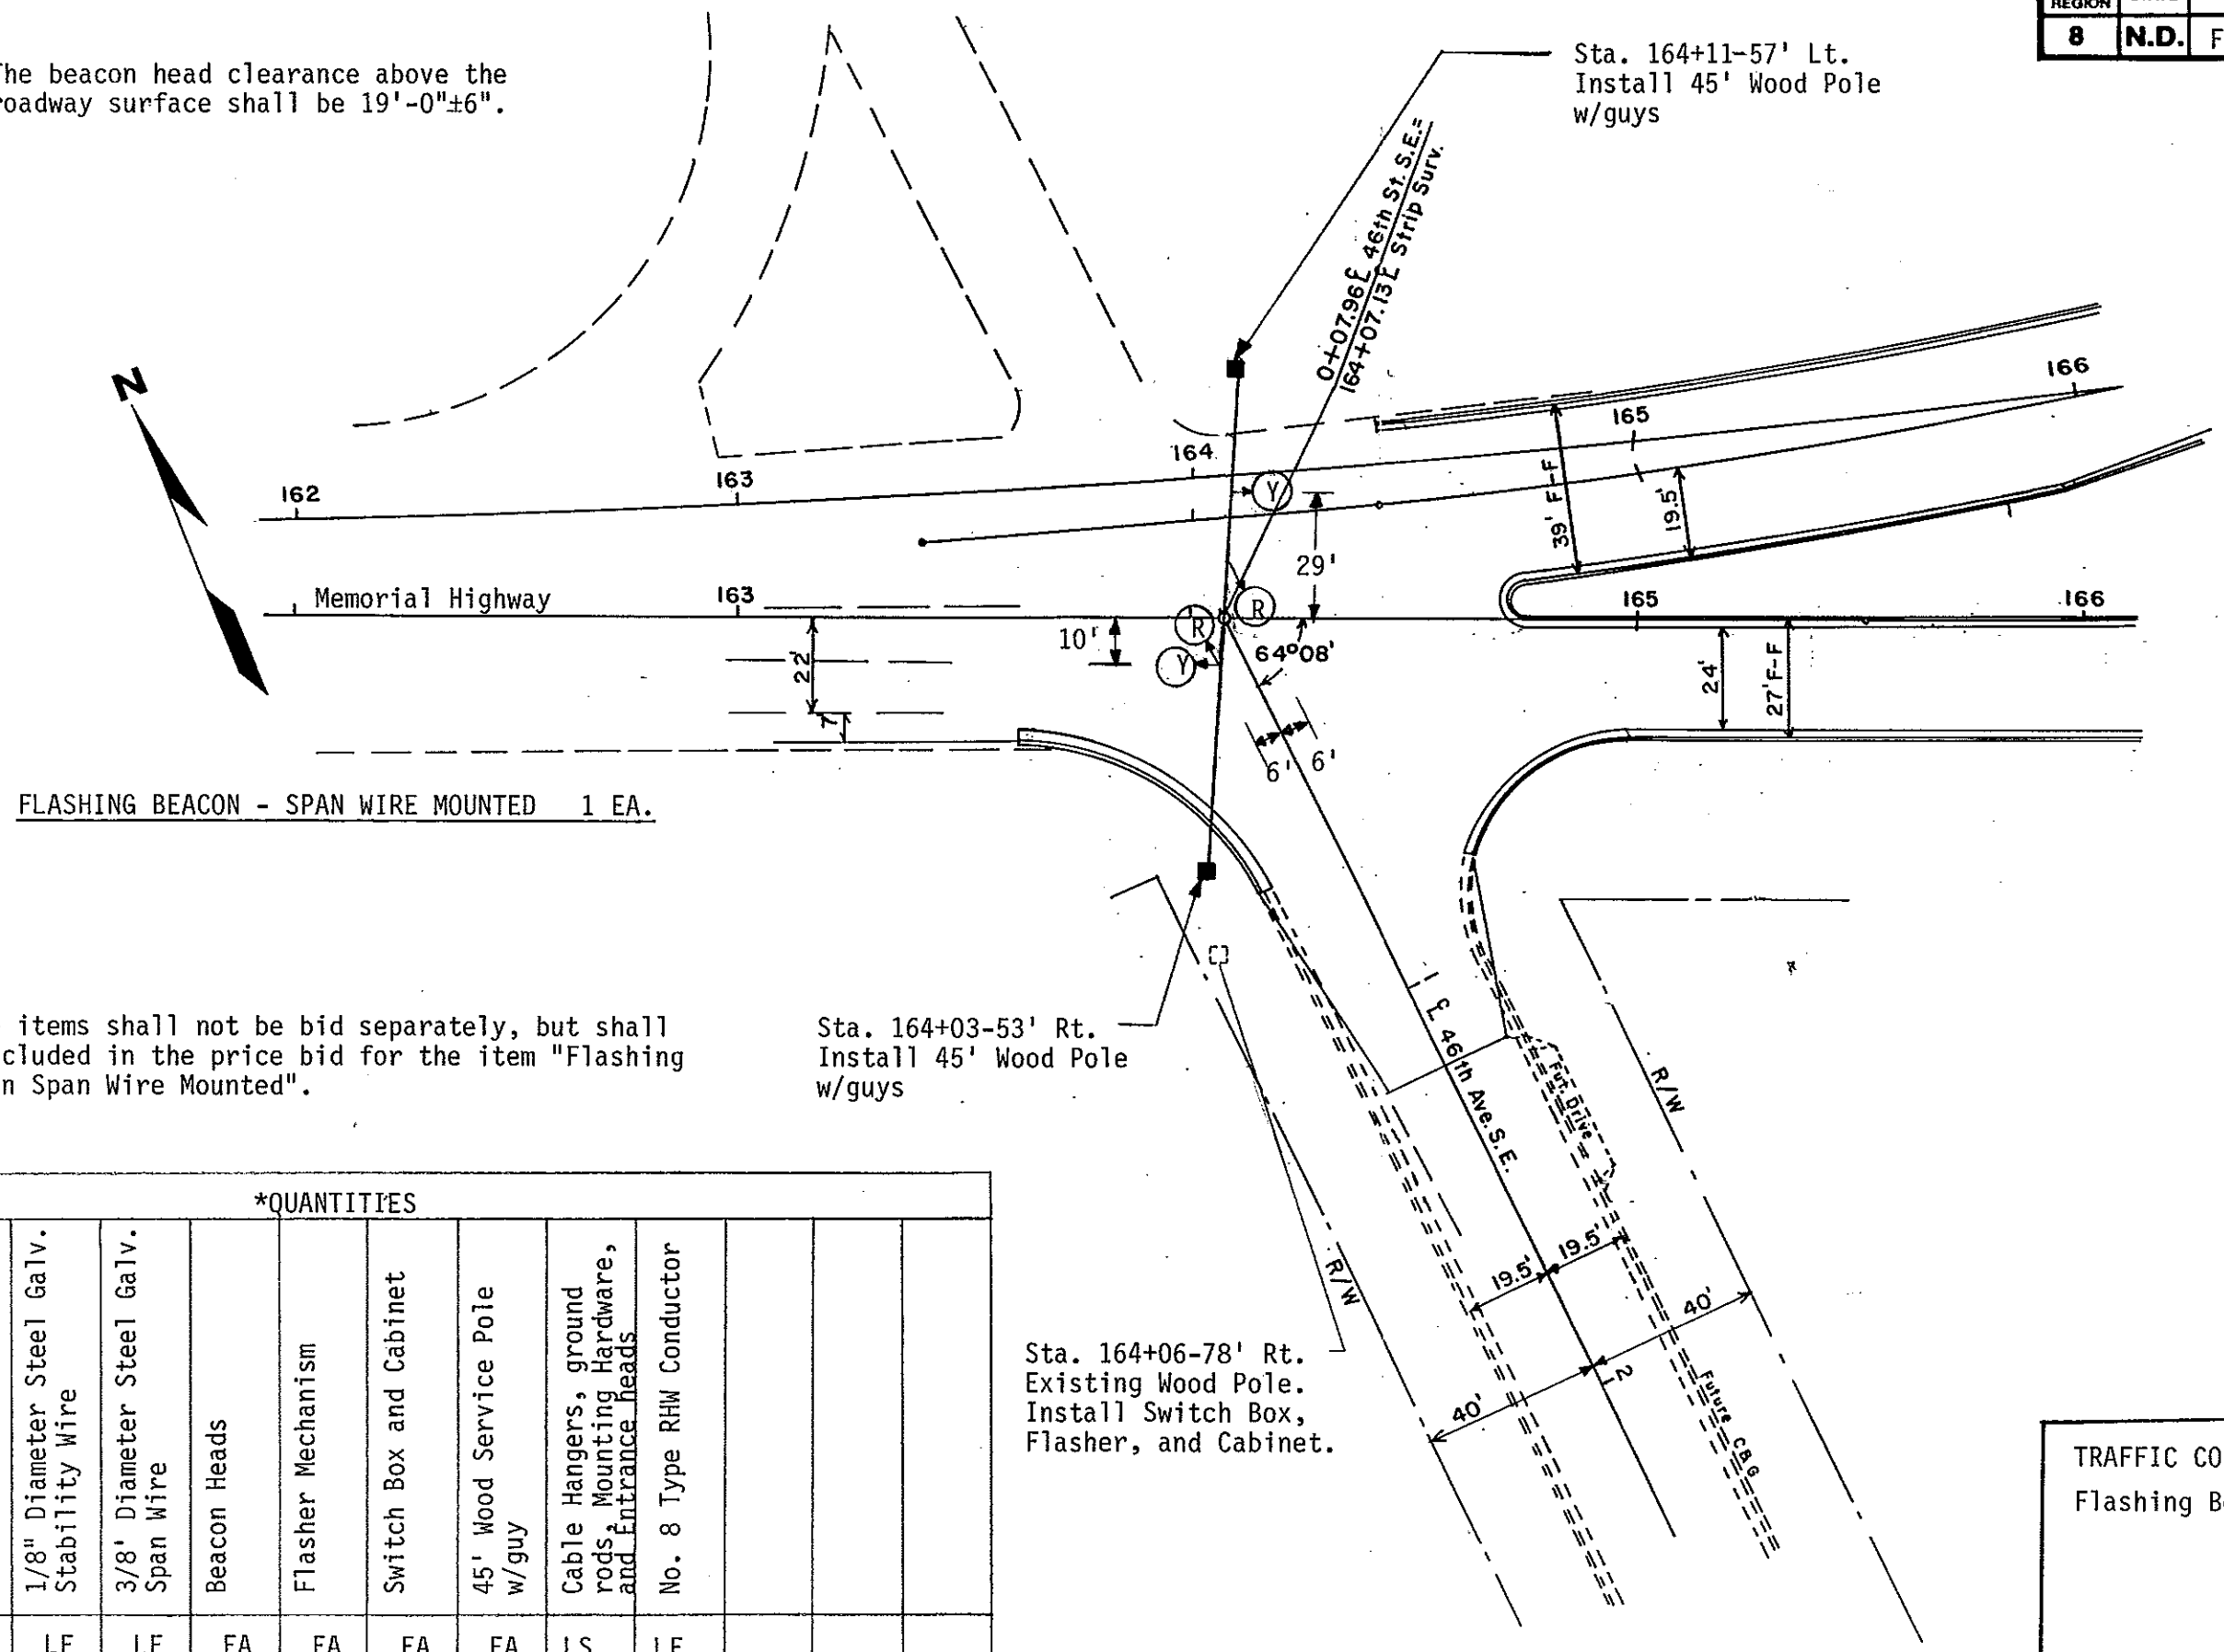 REGION
8 N.D. F
The beacon head clearance above the
roadway surface shall be 19'-0"±6".
Sta. 164+11-57' Lt.
Install 45' Wood Pole
w/guys
0+07.96 ℄ 46th St. S.E.=
164+07.13 ℄ Strip Surv.
N
162
163
164
165
166
Y
29'
39' F-F
19.5'
Memorial Highway
163
165
166
R
R
10'
Y
64°08'
22'
7'
24'
27' F-F
6'
6'
FLASHING BEACON - SPAN WIRE MOUNTED 1 EA.
items shall not be bid separately, but shall
cluded in the price bid for the item "Flashing
n Span Wire Mounted".
Sta. 164+03-53' Rt.
Install 45' Wood Pole
w/guys
1
℄ 46th Ave. S.E.
Fut. Drive
R/W
R/W
19.5'
19.5'
40'
40'
2
Future C&G
Sta. 164+06-78' Rt.
Existing Wood Pole.
Install Switch Box,
Flasher, and Cabinet.
*QUANTITIES
1/8" Diameter Steel Galv.
Stability Wire
3/8' Diameter Steel Galv.
Span Wire
Beacon Heads
Flasher Mechanism
Switch Box and Cabinet
45' Wood Service Pole
w/guy
Cable Hangers, ground
rods, Mounting Hardware,
and Entrance heads
No. 8 Type RHW Conductor
LF LF EA EA EA EA LS LF
TRAFFIC CO
Flashing B